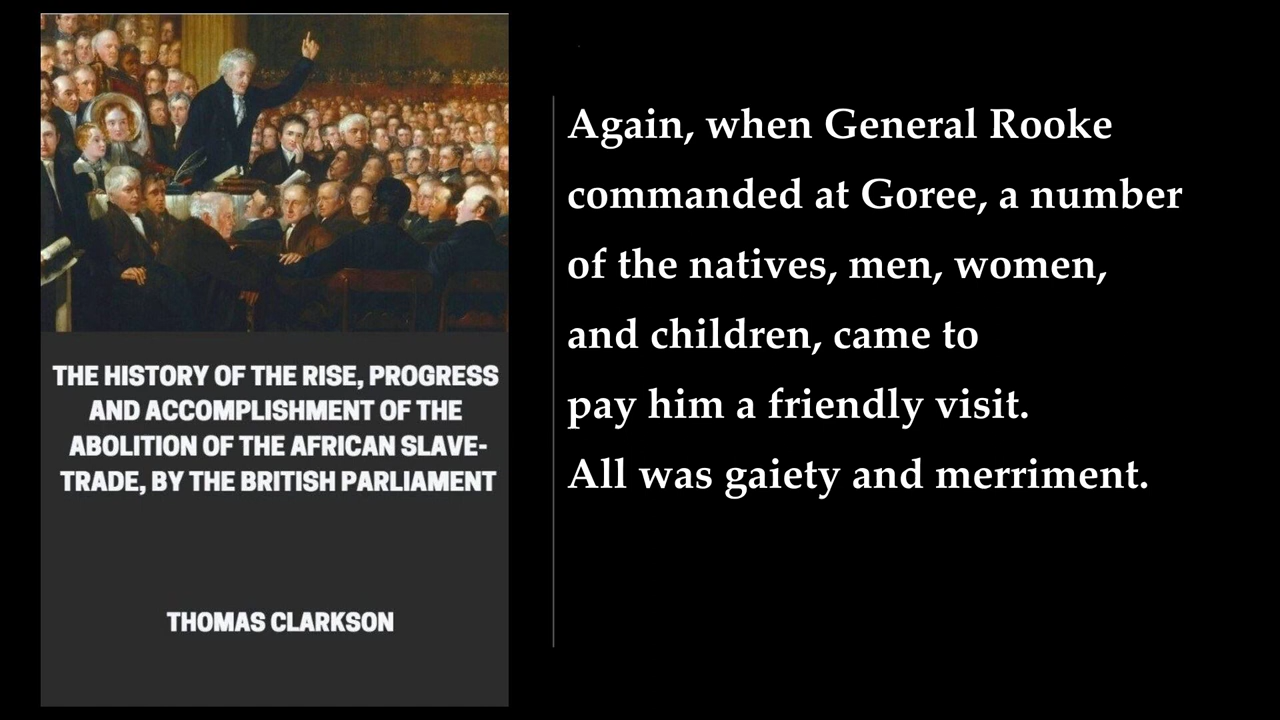 THE HISTORY OF THE RISE, PROGRESS
AND ACCOMPLISHMENT OF THE
ABOLITION OF THE AFRICAN SLAVE-
TRADE, BY THE BRITISH PARLIAMENT
THOMAS CLARKSON
Again, when General Rooke
commanded at Goree, a number
of the natives, men, women,
and children, came to
pay him a friendly visit.
All was gaiety and merriment.